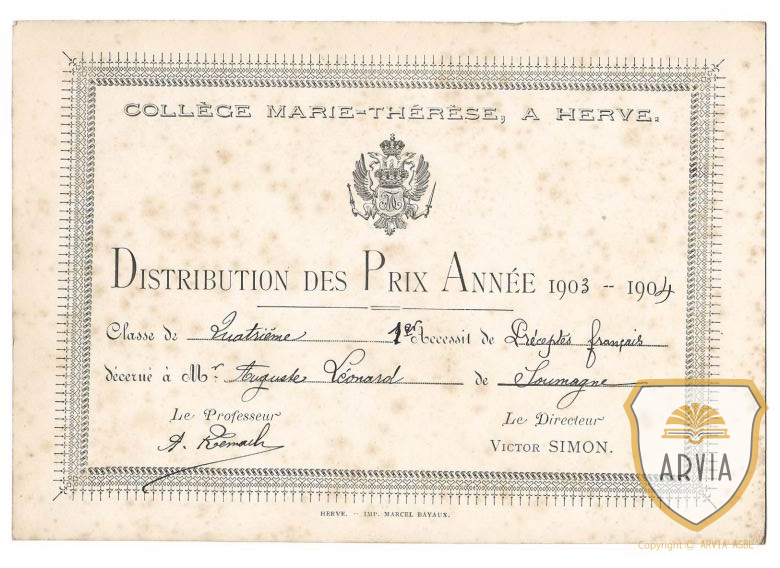 COLLÈGE MARIE-THÉRÈSE, A HERVE.
DISTRIBUTION DES PRIX ANNÉE 1903 -- 1904
Classe de Quatrième 1er Accessit de Préceptes français
décerné à Mr. Auguste Léonard de Soumagne
Le Professeur
A. Remacle
Le Directeur
VICTOR SIMON.
HERVE. — IMP. MARCEL BAYAUX.
ARVIA
Copyright © ARVIA ASBL